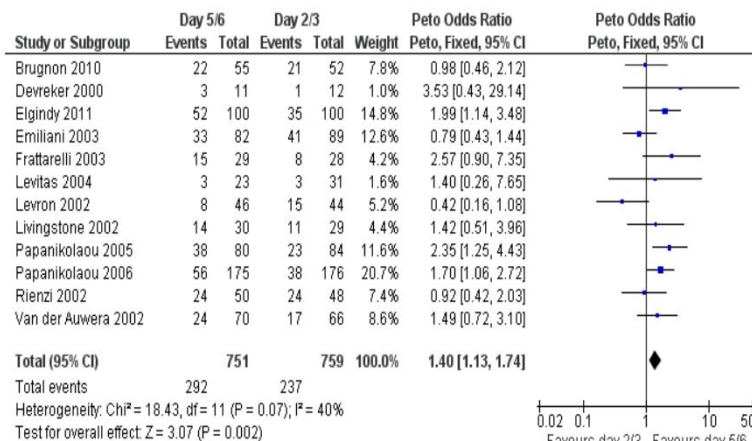 Day 5/6 Day 2/3 Peto Odds Ratio Peto Odds Ratio
Study or Subgroup Events Total Events Total Weight Peto, Fixed, 95% CI Peto, Fixed, 95% CI
Brugnon 2010 22 55 21 52 7.8% 0.98 [0.46, 2.12]
Devreker 2000 3 11 1 12 1.0% 3.53 [0.43, 29.14]
Elgindy 2011 52 100 35 100 14.8% 1.99 [1.14, 3.48]
Emiliani 2003 33 82 41 89 12.6% 0.79 [0.43, 1.44]
Frattarelli 2003 15 29 8 28 4.2% 2.57 [0.90, 7.35]
Levitas 2004 3 23 3 31 1.6% 1.40 [0.26, 7.65]
Levron 2002 8 46 15 44 5.2% 0.42 [0.16, 1.08]
Livingstone 2002 14 30 11 29 4.4% 1.42 [0.51, 3.96]
Papanikolaou 2005 38 80 23 84 11.6% 2.35 [1.25, 4.43]
Papanikolaou 2006 56 175 38 176 20.7% 1.70 [1.06, 2.72]
Rienzi 2002 24 50 24 48 7.4% 0.92 [0.42, 2.03]
Van der Auwera 2002 24 70 17 66 8.6% 1.49 [0.72, 3.10]
Total (95% CI) 751 759 100.0% 1.40 [1.13, 1.74]
Total events 292 237
Heterogeneity: Chi² = 18.43, df = 11 (P = 0.07); I² = 40%
Test for overall effect: Z = 3.07 (P = 0.002)
0.02 0.1 1 10 50
Favours day 2/3 Favours day 5/6